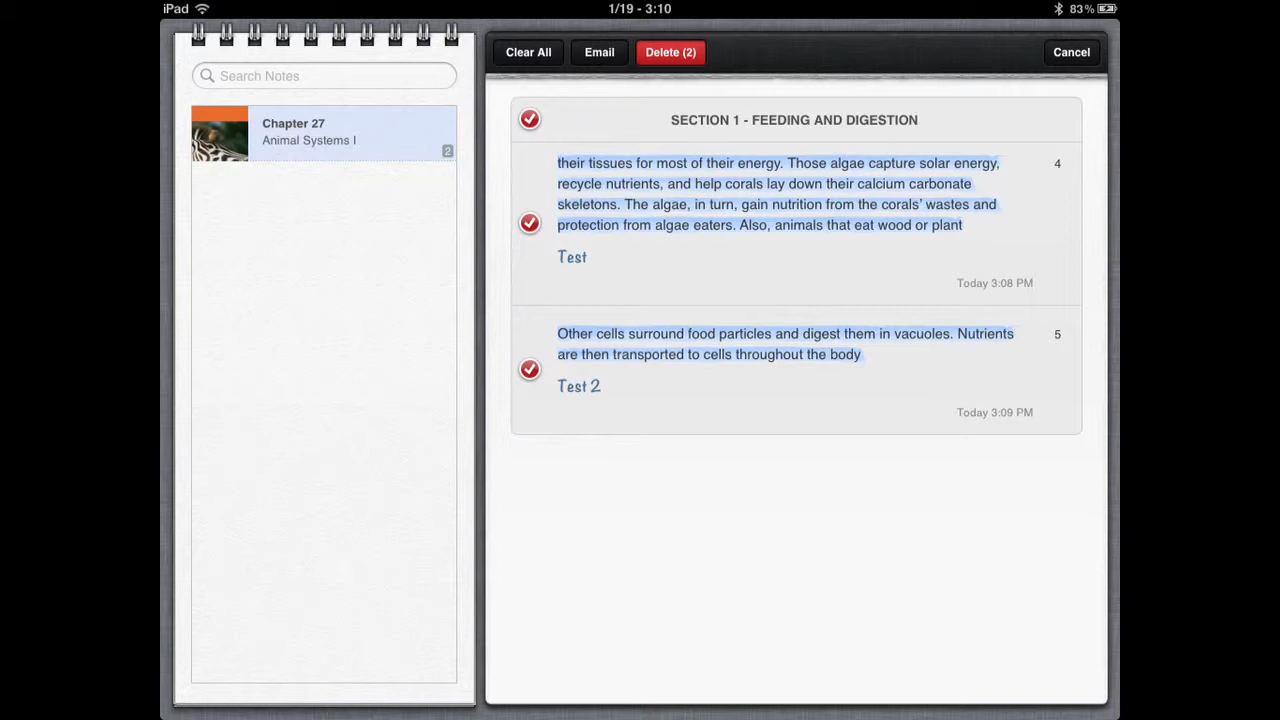 iPad 1/19 - 3:10 83%
Clear All Email Delete (2) Cancel
Search Notes
Chapter 27
Animal Systems I
2
SECTION 1 - FEEDING AND DIGESTION
their tissues for most of their energy. Those algae capture solar energy, 4
recycle nutrients, and help corals lay down their calcium carbonate
skeletons. The algae, in turn, gain nutrition from the corals' wastes and
protection from algae eaters. Also, animals that eat wood or plant
Test
Today 3:08 PM
Other cells surround food particles and digest them in vacuoles. Nutrients 5
are then transported to cells throughout the body
Test 2
Today 3:09 PM